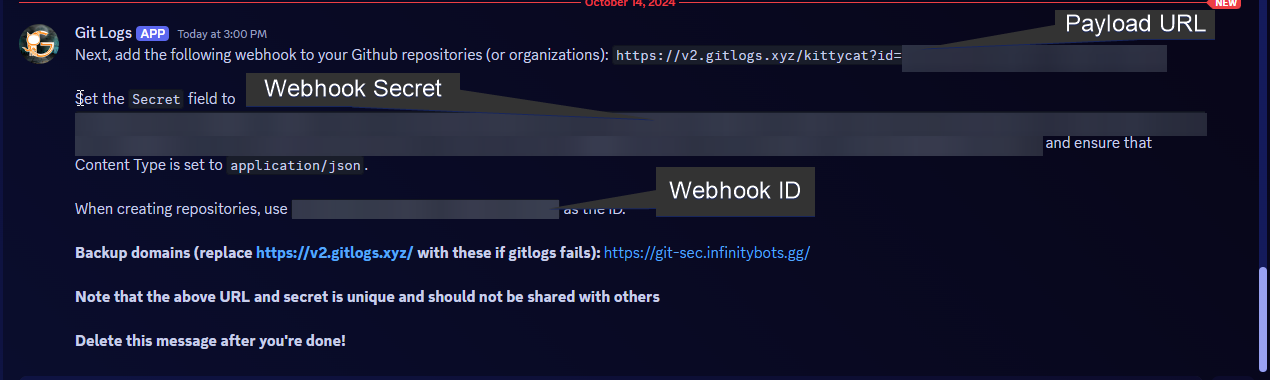 October 14, 2024
NEW
Git Logs APP Today at 3:00 PM
Payload URL
Next, add the following webhook to your Github repositories (or organizations): https://v2.gitlogs.xyz/kittycat?id=
Webhook Secret
Set the Secret field to
and ensure that
Content Type is set to application/json.
Webhook ID
When creating repositories, use as the ID.
Backup domains (replace https://v2.gitlogs.xyz/ with these if gitlogs fails): https://git-sec.infinitybots.gg/
Note that the above URL and secret is unique and should not be shared with others
Delete this message after you're done!